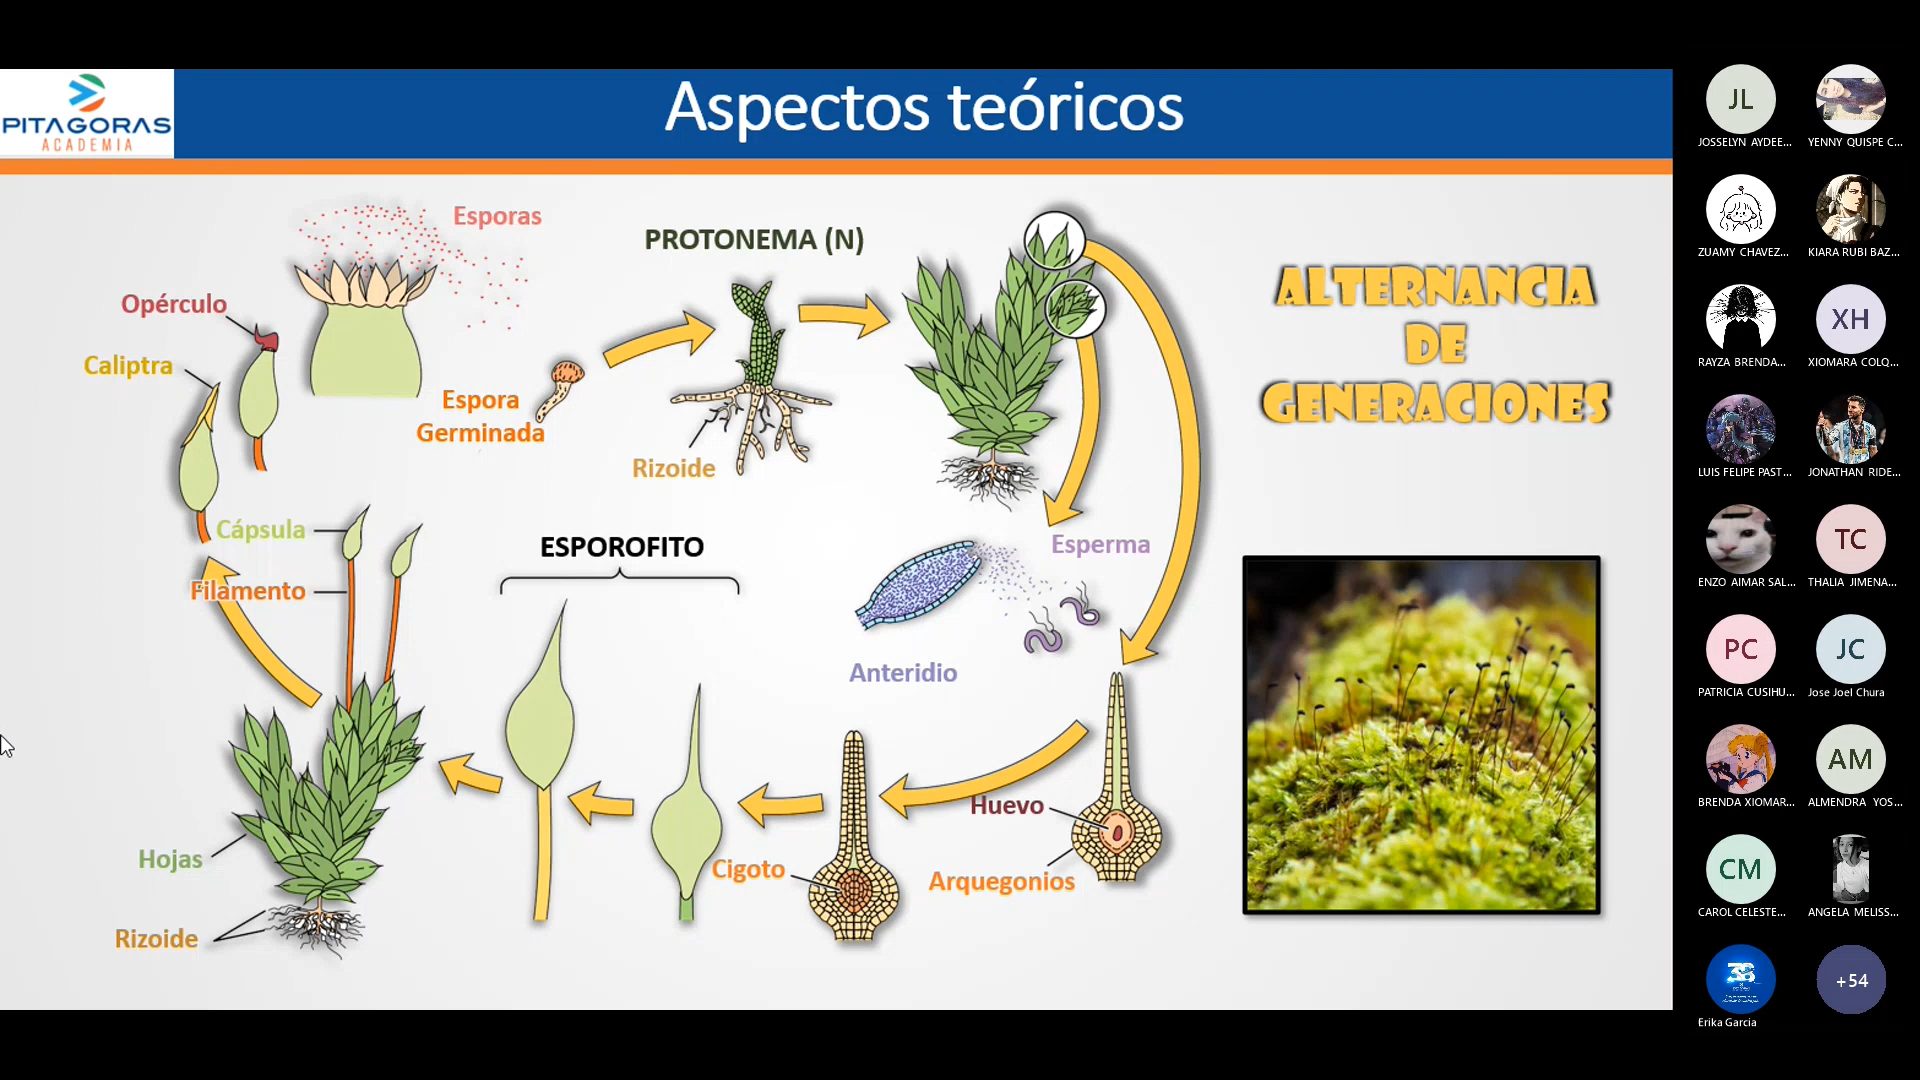 PITAGORAS
ACADEMIA
Aspectos teóricos
Esporas
PROTONEMA (N)
Opérculo
Caliptra
Espora
Germinada
Rizoide
ALTERNANCIA
DE
GENERACIONES
Cápsula
Filamento
ESPOROFITO
Esperma
Anteridio
Huevo
Cigoto
Arquegonios
Hojas
Rizoide
JL
JOSSELYN AYDEE...
YENNY QUISPE C...
ZUAMY CHAVEZ...
KIARA RUBI BAZ...
RAYZA BRENDA...
XH
XIOMARA COLQ...
LUIS FELIPE PAST...
JONATHAN RIDE...
ENZO AIMAR SAL...
TC
THALIA JIMENA...
PC
PATRICIA CUSIHU...
JC
Jose Joel Chura
BRENDA XIOMAR...
AM
ALMENDRA YOS...
CM
CAROL CELESTE...
ANGELA MELISS...
38
Erika Garcia
+54